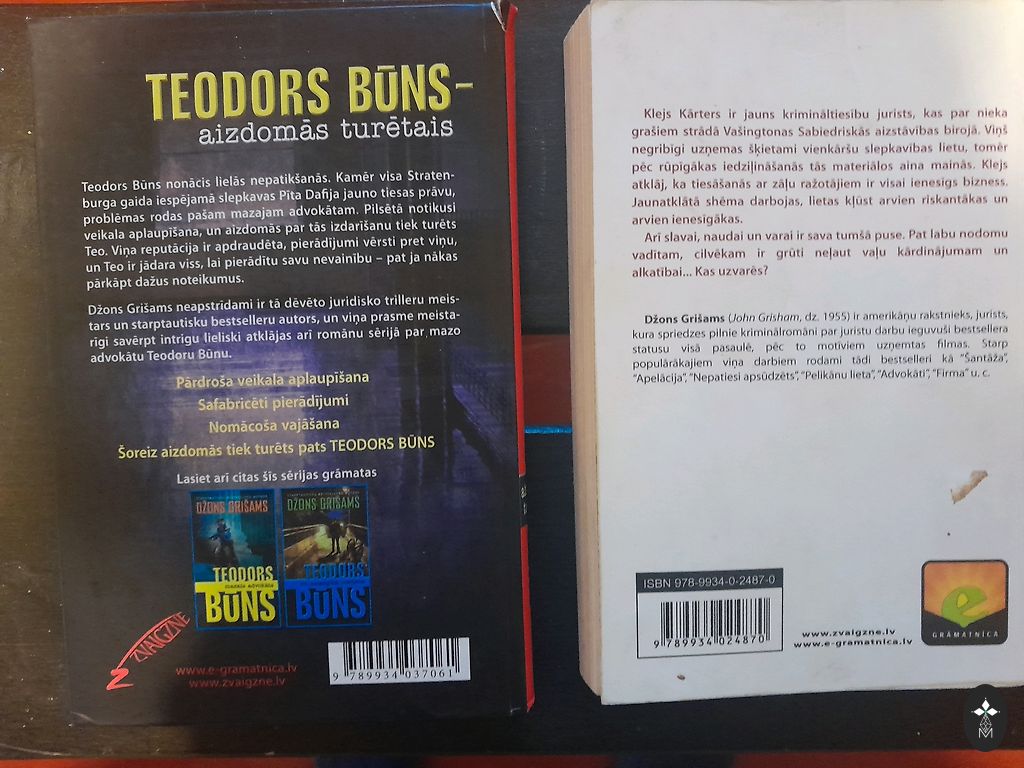 TEODORS BŪNS–
aizdomās turētais
Teodors Būns nonācis lielās nepatikšanās. Kamēr visa Straten-
burga gaida iespējamā slepkavas Pīta Dafija jauno tiesas prāvu,
problēmas rodas pašam mazajam advokātam. Pilsētā notikusi
veikala aplaupīšana, un aizdomās par tās izdarīšanu tiek turēts
Teo. Viņa reputācija ir apdraudēta, pierādījumi vērsti pret viņu,
un Teo ir jādara viss, lai pierādītu savu nevainību – pat ja nākas
pārkāpt dažus noteikumus.
Džons Grišams neapstrīdami ir tā dēvēto juridisko trilleru meis-
tars un starptautisku bestselleru autors, un viņa prasme meista-
rīgi savērpt intrigu lieliski atklājas arī romānu sērijā par mazo
advokātu Teodoru Būnu.
Pārdroša veikala aplaupīšana
Safabricēti pierādījumi
Nomācoša vajāšana
Šoreiz aizdomās tiek turēts pats TEODORS BŪNS
Lasiet arī citas šīs sērijas grāmatas
DŽONS GRIŠAMS
TEODORS
mazais advokāts
BŪNS
DŽONS GRIŠAMS
TEODORS
BŪNS
ZVAIGZNE
www.e-gramatnica.lv
www.zvaigzne.lv
9 789934 037061
Klejs Kārters ir jauns krimināltiesību jurists, kas par nieka
grašiem strādā Vašingtonas Sabiedriskās aizstāvības birojā. Viņš
negribīgi uzņemas šķietami vienkāršu slepkavības lietu, tomēr
pēc rūpīgākas iedziļināšanās tās materiālos aina mainās. Klejs
atklāj, ka tiesāšanās ar zāļu ražotājiem ir visai ienesīgs bizness.
Jaunatklātā shēma darbojas, lietas kļūst arvien riskantākas un
arvien ienesīgākas.
Arī slavai, naudai un varai ir sava tumšā puse. Pat labu nodomu
vadītam, cilvēkam ir grūti neļaut vaļu kārdinājumam un
alkatībai... Kas uzvarēs?
Džons Grišams (John Grisham, dz. 1955) ir amerikāņu rakstnieks, jurists,
kura spriedzes pilnie kriminālromāni par juristu darbu ieguvuši bestsellera
statusu visā pasaulē, pēc to motīviem uzņemtas filmas. Starp
populārākajiem viņa darbiem rodami tādi bestselleri kā "Šantāža",
"Apelācija", "Nepatiesi apsūdzēts", "Pelikānu lieta", "Advokāti", "Firma" u. c.
ISBN 978-9934-0-2487-0
9 789934 024870
www.zvaigzne.lv
www.e-gramatnica.lv
e
GRĀMATNĪCA
M